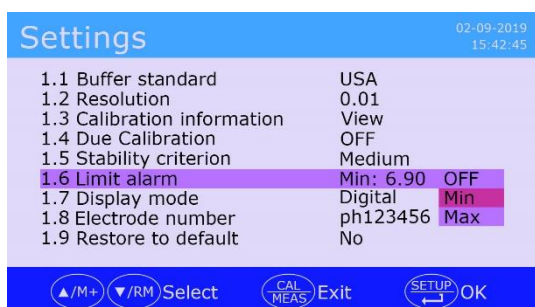 Settings
02-09-2019
15:42:45
1.1 Buffer standard USA
1.2 Resolution 0.01
1.3 Calibration information View
1.4 Due Calibration OFF
1.5 Stability criterion Medium
1.6 Limit alarm Min: 6.90 OFF
1.7 Display mode Digital Min
1.8 Electrode number ph123456 Max
1.9 Restore to default No
▲/M+ ▼/RM Select CAL MEAS Exit SETUP OK